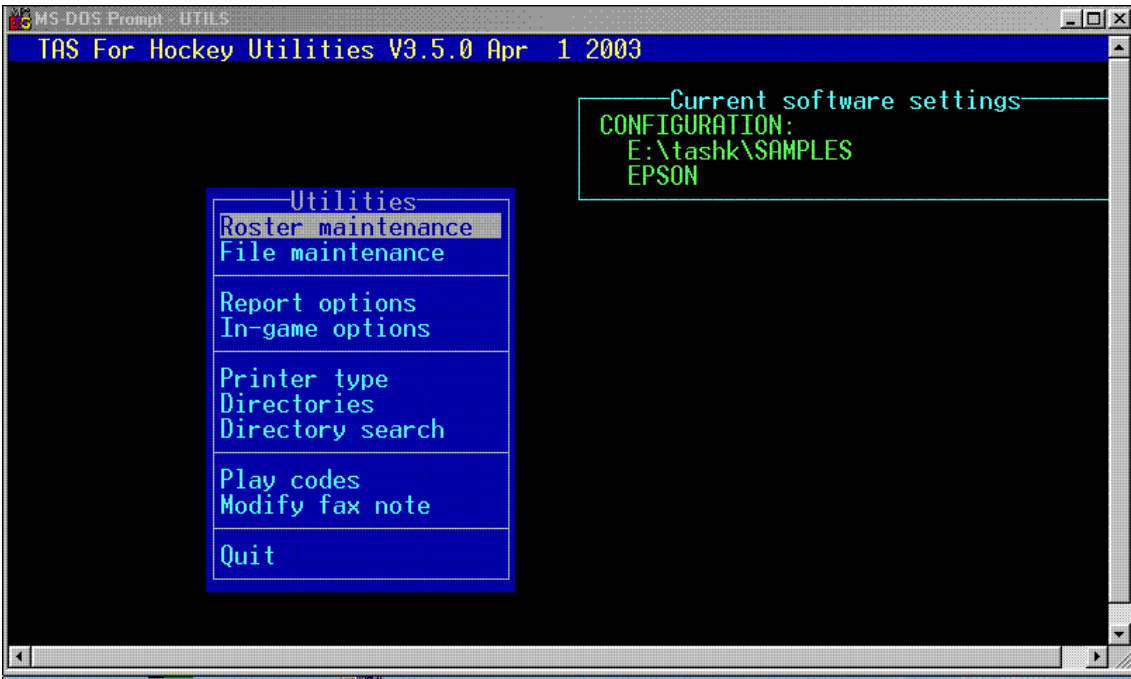 MS-DOS Prompt - UTILS
TAS For Hockey Utilities V3.5.0 Apr  1 2003
Current software settings
CONFIGURATION:
E:\tashk\SAMPLES
EPSON
Utilities
Roster maintenance
File maintenance
Report options
In-game options
Printer type
Directories
Directory search
Play codes
Modify fax note
Quit